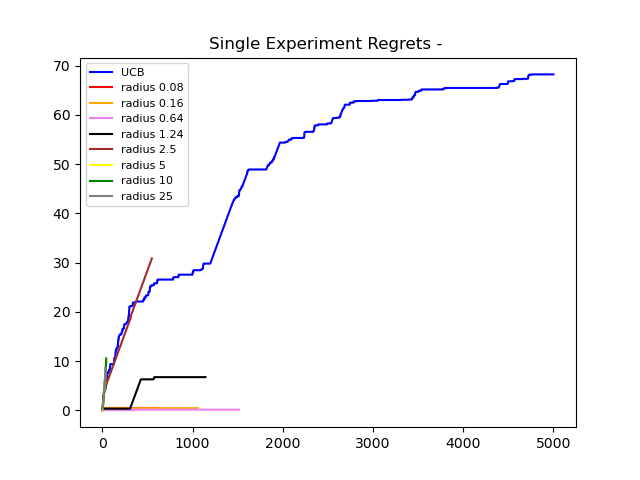 Single Experiment Regrets -
70
60
50
40
30
20
10
0
UCB
radius 0.08
radius 0.16
radius 0.64
radius 1.24
radius 2.5
radius 5
radius 10
radius 25
0 1000 2000 3000 4000 5000